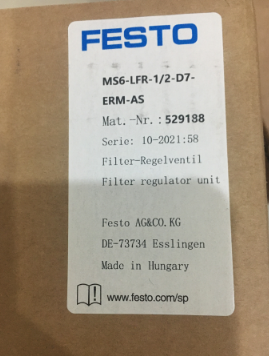 FESTO
MS6-LFR-1/2-D7-
ERM-AS
Mat.-Nr.: 529188
Serie: 10-2021:58
Filter-Regelventil
Filter regulator unit
Festo AG&CO.KG
DE-73734 Esslingen
Made in Hungary
www.festo.com/sp